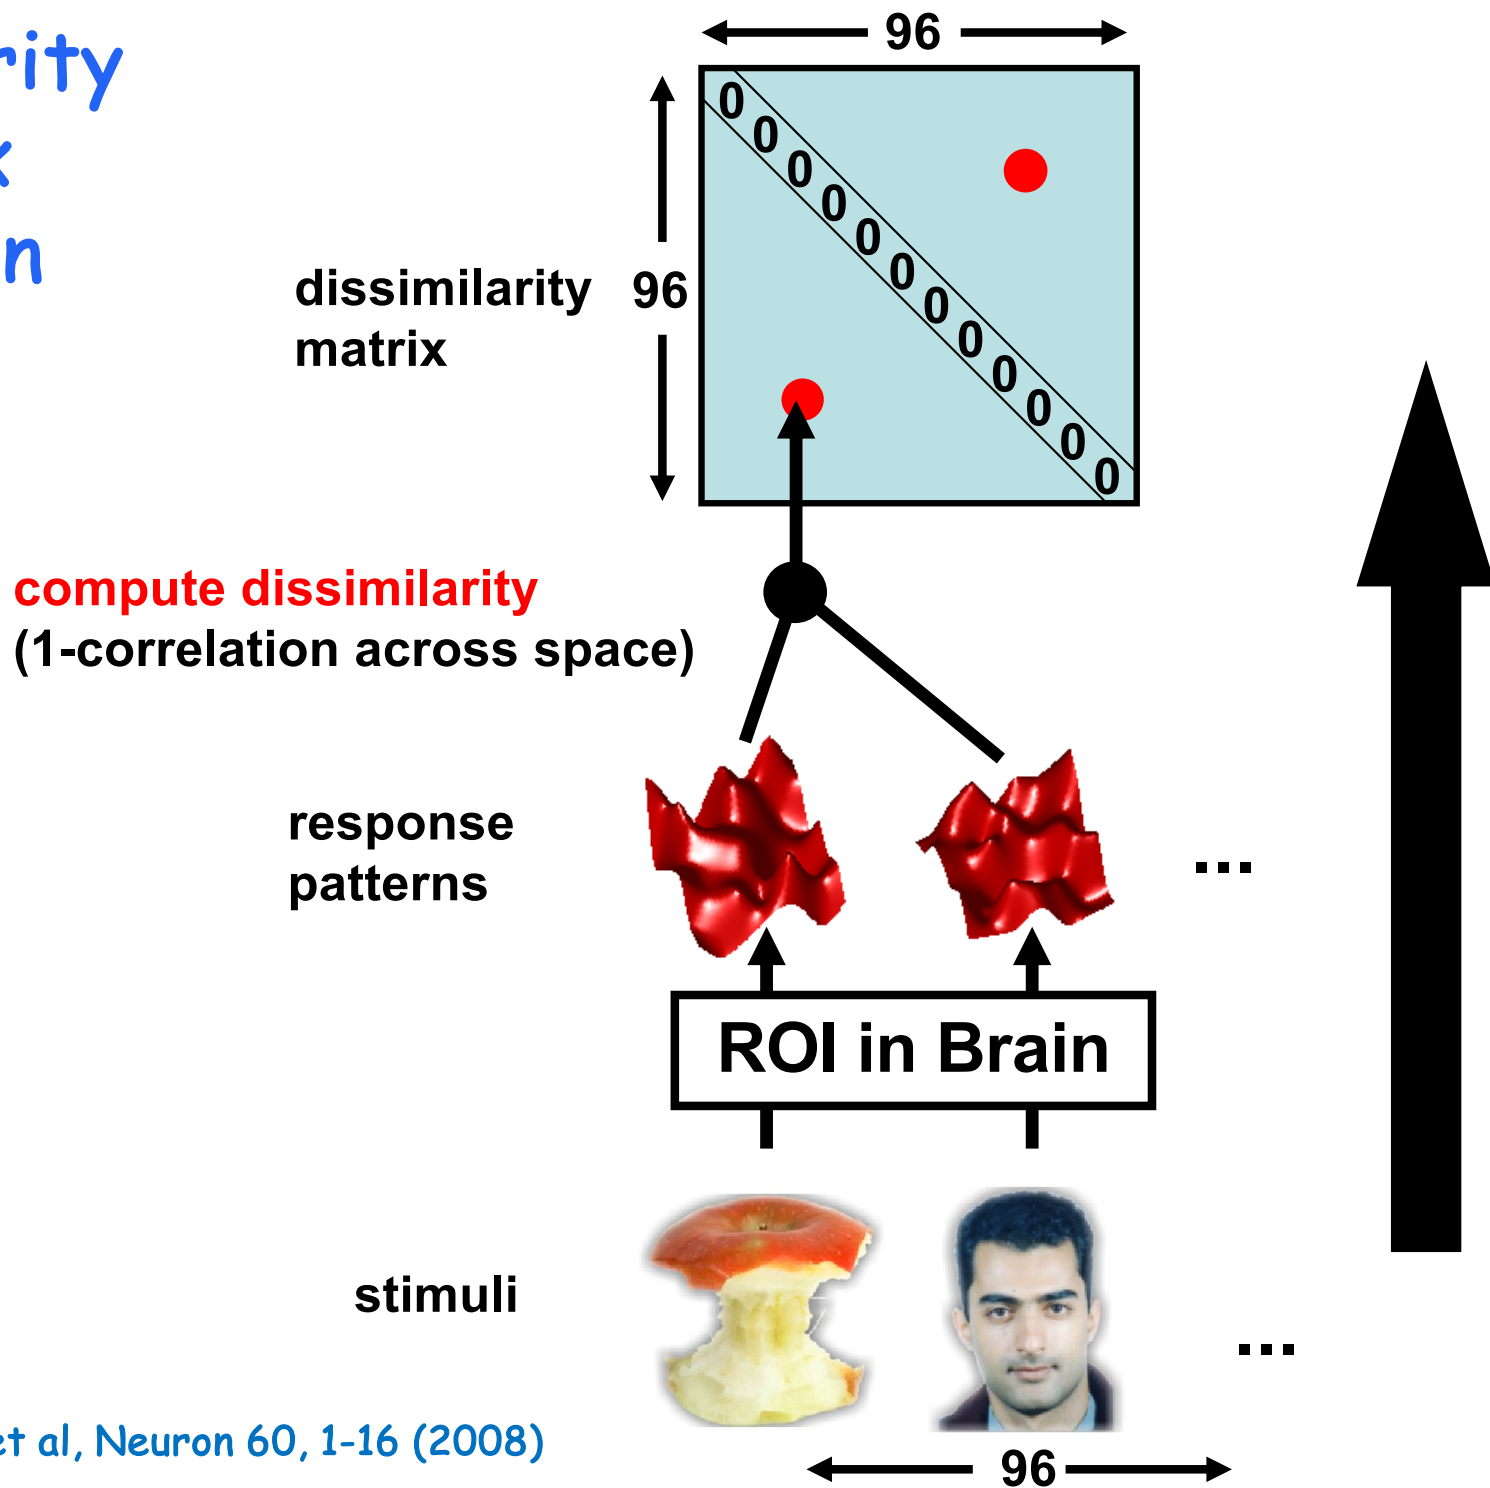 96
rity
x
n
0
0
0
0
0
0
0
0
0
0
0
0
dissimilarity 96
matrix
compute dissimilarity
(1-correlation across space)
response
patterns
...
ROI in Brain
stimuli
...
et al, Neuron 60, 1-16 (2008)
96